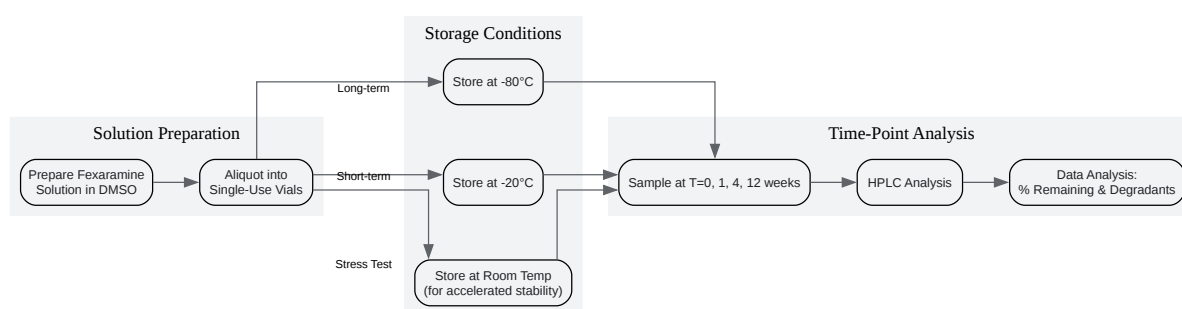 Solution Preparation
Prepare Fexaramine
Solution in DMSO
Aliquot into
Single-Use Vials
Long-term
Short-term
Stress Test
Storage Conditions
Store at -80°C
Store at -20°C
Store at Room Temp
(for accelerated stability)
Time-Point Analysis
Sample at T=0, 1, 4, 12 weeks
HPLC Analysis
Data Analysis:
% Remaining & Degradants